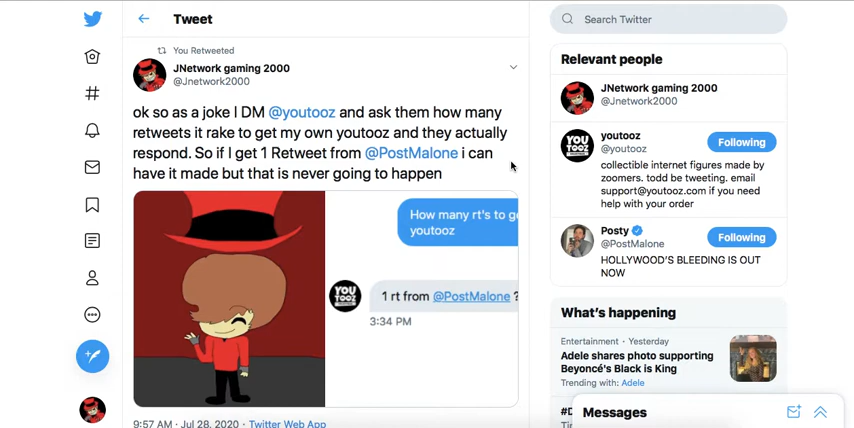 Tweet
You Retweeted
JNetwork gaming 2000
@Jnetwork2000
ok so as a joke I DM @youtooz and ask them how many
retweets it rake to get my own youtooz and they actually
respond. So if I get 1 Retweet from @PostMalone i can
have it made but that is never going to happen
How many rt's to ge
youtooz
YOU
TOOZ
1 rt from @PostMalone ?
3:34 PM
9:57 AM · Jul 28, 2020 · Twitter Web App
Search Twitter
Relevant people
JNetwork gaming 2000
@Jnetwork2000
YOU
TOOZ
youtooz
@youtooz
Following
collectible internet figures made by
zoomers. todd be tweeting. email
support@youtooz.com if you need
help with your order
Posty
@PostMalone
Following
HOLLYWOOD'S BLEEDING IS OUT
NOW
What's happening
Entertainment · Yesterday
Adele shares photo supporting
Beyoncé's Black is King
Trending with: Adele
Messages